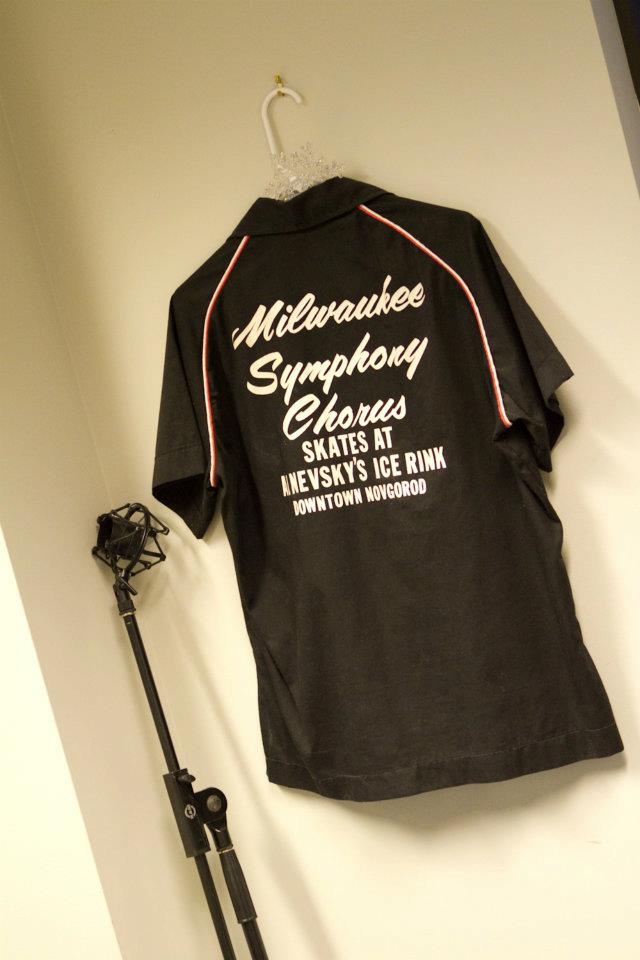 Milwaukee
Symphony
Chorus
SKATES AT
ICE RINK
DOWNTOWN NOVGOROD